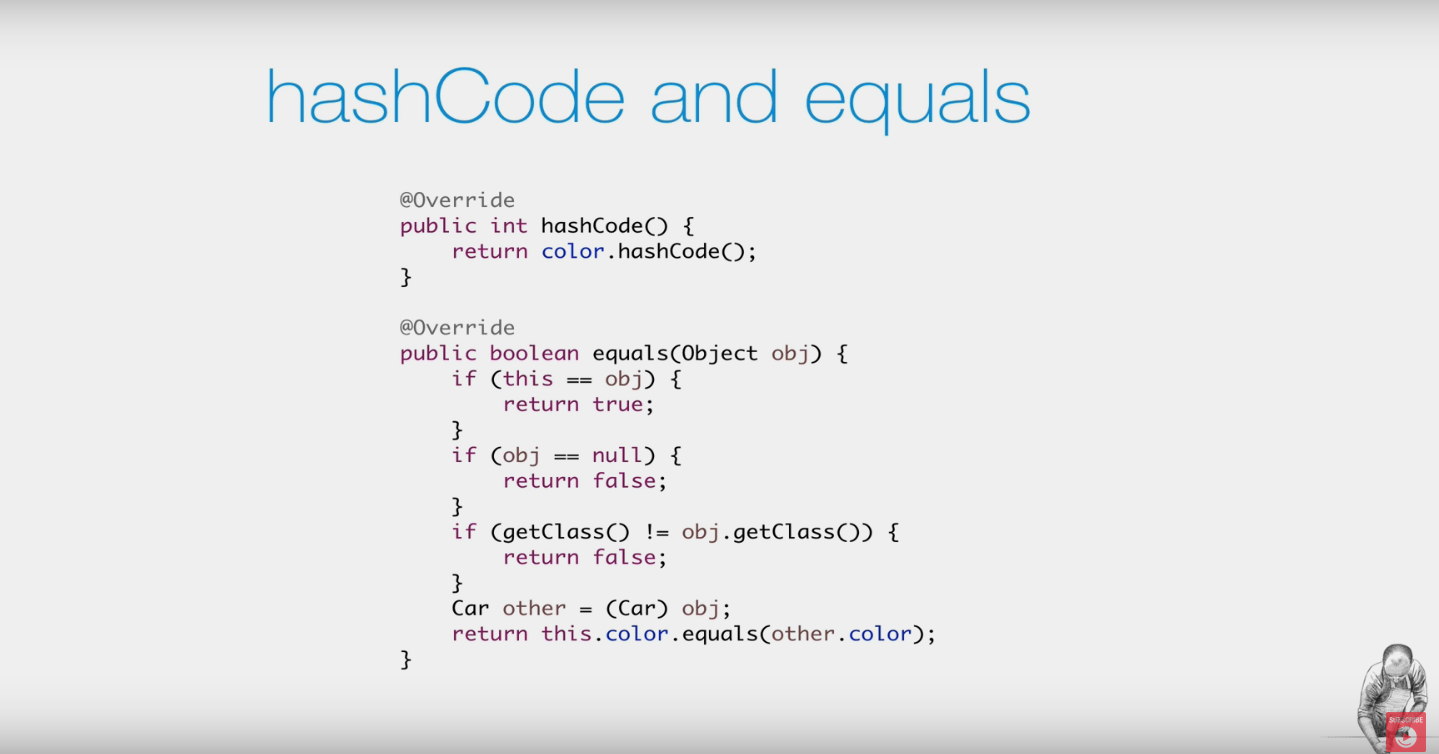 hashCode and equals
@Override
public int hashCode() {
    return color.hashCode();
}
@Override
public boolean equals(Object obj) {
    if (this == obj) {
        return true;
    }
    if (obj == null) {
        return false;
    }
    if (getClass() != obj.getClass()) {
        return false;
    }
    Car other = (Car) obj;
    return this.color.equals(other.color);
}
SUBSCRIBE